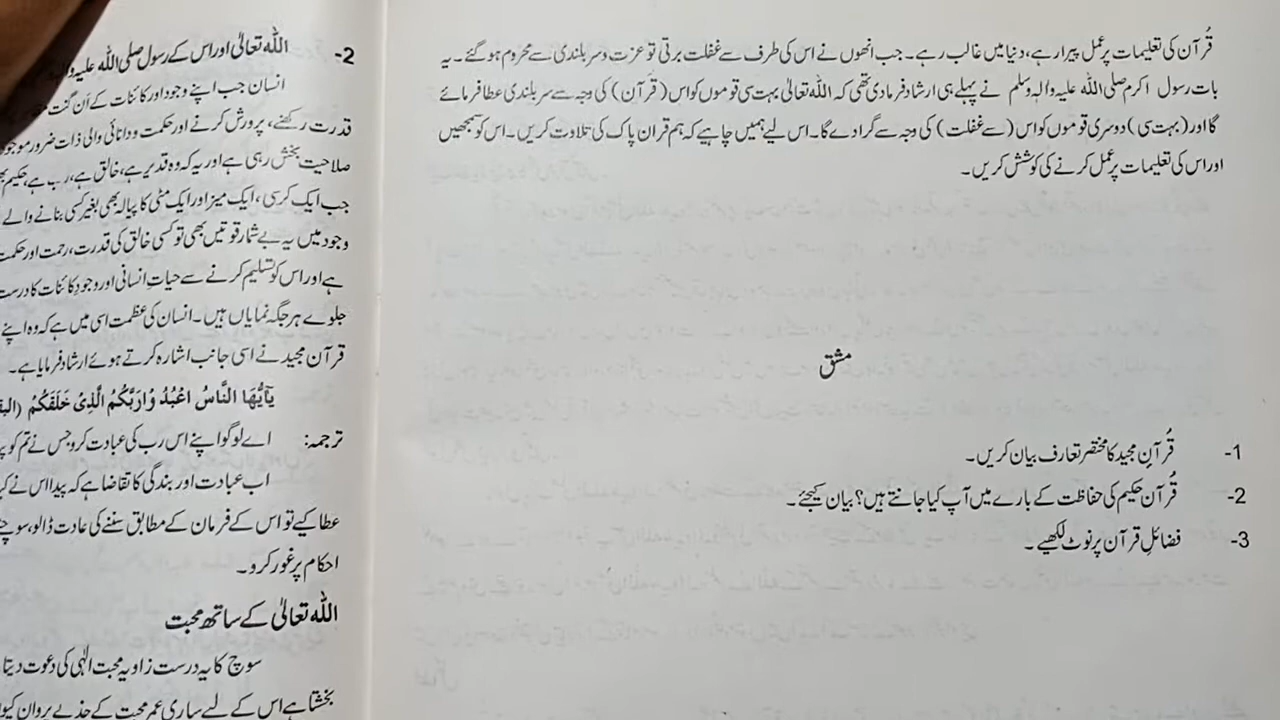 قُرآن کی تعلیمات پر عمل پیرا رہے، دنیا میں غالب رہے۔ جب انھوں نے اس کی طرف سے غفلت برتی تو عزت و سربلندی سے محروم ہو گئے۔ یہ
بات رسول اکرم صلی اللہ علیہ والہٖ وسلم نے پہلے ہی ارشاد فرما دی تھی کہ اللہ تعالیٰ بہت سی قوموں کو اس (قرآن) کی وجہ سے سربلندی عطا فرمائے
گا اور (بہت سی) دوسری قوموں کو اس (سے غفلت) کی وجہ سے گرا دے گا۔ اس لیے ہمیں چاہیے کہ ہم قرآن پاک کی تلاوت کریں۔ اس کو سمجھیں
اور اس کی تعلیمات پر عمل کرنے کی کوشش کریں۔
مشق
1- قُرآنِ مجید کا مختصر تعارف بیان کریں۔
2- قُرآن حکیم کی حفاظت کے بارے میں آپ کیا جانتے ہیں؟ بیان کیجئے۔
3- فضائلِ قرآن پر نوٹ لکھیے۔
2- اللہ تعالیٰ اور اس کے رسول صلی اللہ علیہ
انسان جب اپنے وجود اور کائنات کے اَن گنت
قدرت رکھنے، پرورش کرنے اور حکمت و دانائی والی ذات ضرور موجود
صلاحیت بخش رہی ہے اور یہ کہ وہ قدیر ہے، خالق ہے، رب ہے، حکیم
جب ایک کرسی، ایک میز اور ایک مٹی کا پیالہ بھی بغیر کسی بنانے والے
وجود میں یہ بے شمار قوتیں بھی تو کسی خالق کی قدرت، رحمت اور حکمت
ہے اور اس کو تسلیم کرنے سے حیاتِ انسانی اور وجودِ کائنات کا درست
جلوے ہر جگہ نمایاں ہیں۔ انسان کی عظمت اسی میں ہے کہ وہ اپنے
قرآن مجید نے اسی جانب اشارہ کرتے ہوئے ارشاد فرمایا ہے۔
یٰۤاَیُّهَا النَّاسُ اعْبُدُوْا رَبَّكُمُ الَّذِیْ خَلَقَكُمْ
ترجمہ: اے لوگو اپنے اس رب کی عبادت کرو جس نے تم کو
اب عبادت اور بندگی کا تقاضا ہے کہ پیدا اس نے
عطا کیے تو اس کے فرمان کے مطابق سننے کی عادت ڈالو،
احکام پر غور کرو۔
اللہ تعالیٰ کے ساتھ محبت
سوچ کا یہ درست زاویہ محبت الٰہی کی دعوت دیتا
بخشتا ہے اس کے لیے ساری عمر محبت کے جذبے پروان